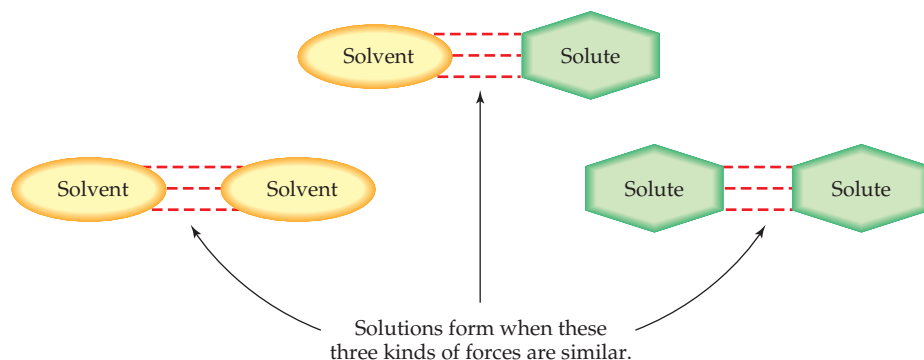 Solvent
Solute
Solvent
Solvent
Solute
Solute
Solutions form when these
three kinds of forces are similar.